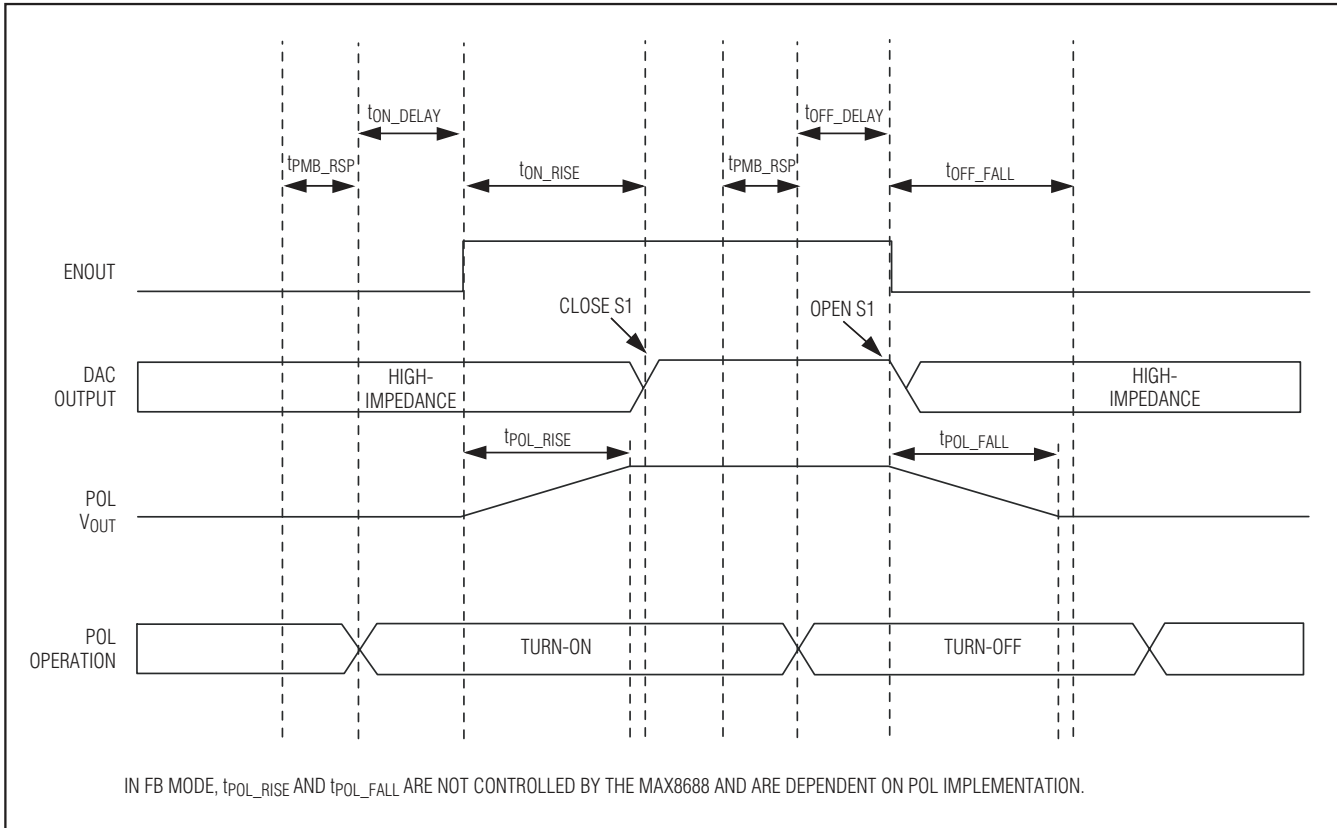 tON_DELAY
tOFF_DELAY
tPMB_RSP
tON_RISE
tPMB_RSP
tOFF_FALL
ENOUT
CLOSE S1
OPEN S1
DAC
OUTPUT
HIGH-
IMPEDANCE
HIGH-
IMPEDANCE
tPOL_RISE
tPOL_FALL
POL
VOUT
POL
OPERATION
TURN-ON
TURN-OFF
IN FB MODE, tPOL_RISE AND tPOL_FALL ARE NOT CONTROLLED BY THE MAX8688 AND ARE DEPENDENT ON POL IMPLEMENTATION.